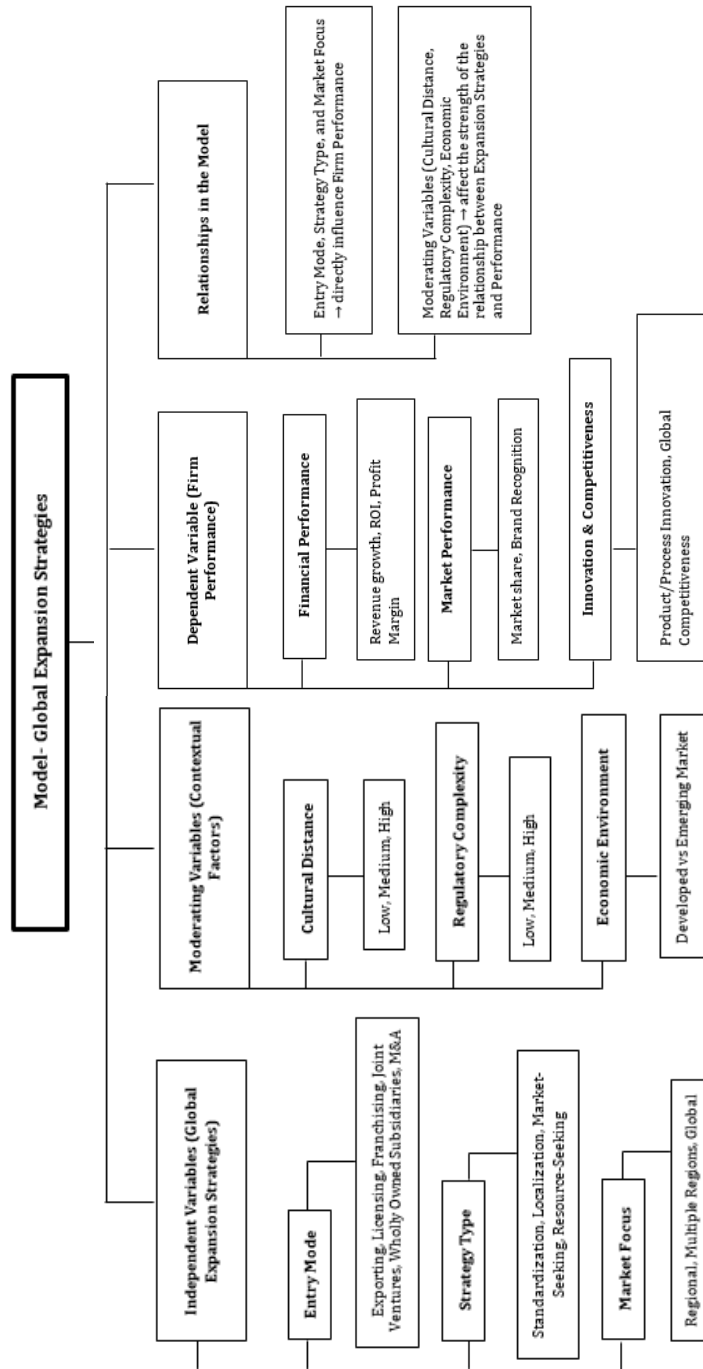 Model- Global Expansion Strategies
Independent Variables (Global
Expansion Strategies)
Entry Mode
Exporting, Licensing, Franchising, Joint
Ventures, Wholly Owned Subsidiaries, M&A
Strategy Type
Standardization, Localization, Market-
Seeking, Resource-Seeking
Market Focus
Regional, Multiple Regions, Global
Moderating Variables (Contextual
Factors)
Cultural Distance
Low, Medium, High
Regulatory Complexity
Low, Medium, High
Economic Environment
Developed vs Emerging Market
Dependent Variable (Firm
Performance)
Financial Performance
Revenue growth, ROI, Profit
Margin
Market Performance
Market share, Brand Recognition
Innovation & Competitiveness
Product/Process Innovation, Global
Competitiveness
Relationships in the Model
Entry Mode, Strategy Type, and Market Focus
→ directly influence Firm Performance
Moderating Variables (Cultural Distance,
Regulatory Complexity, Economic
Environment) → affect the strength of the
relationship between Expansion Strategies
and Performance